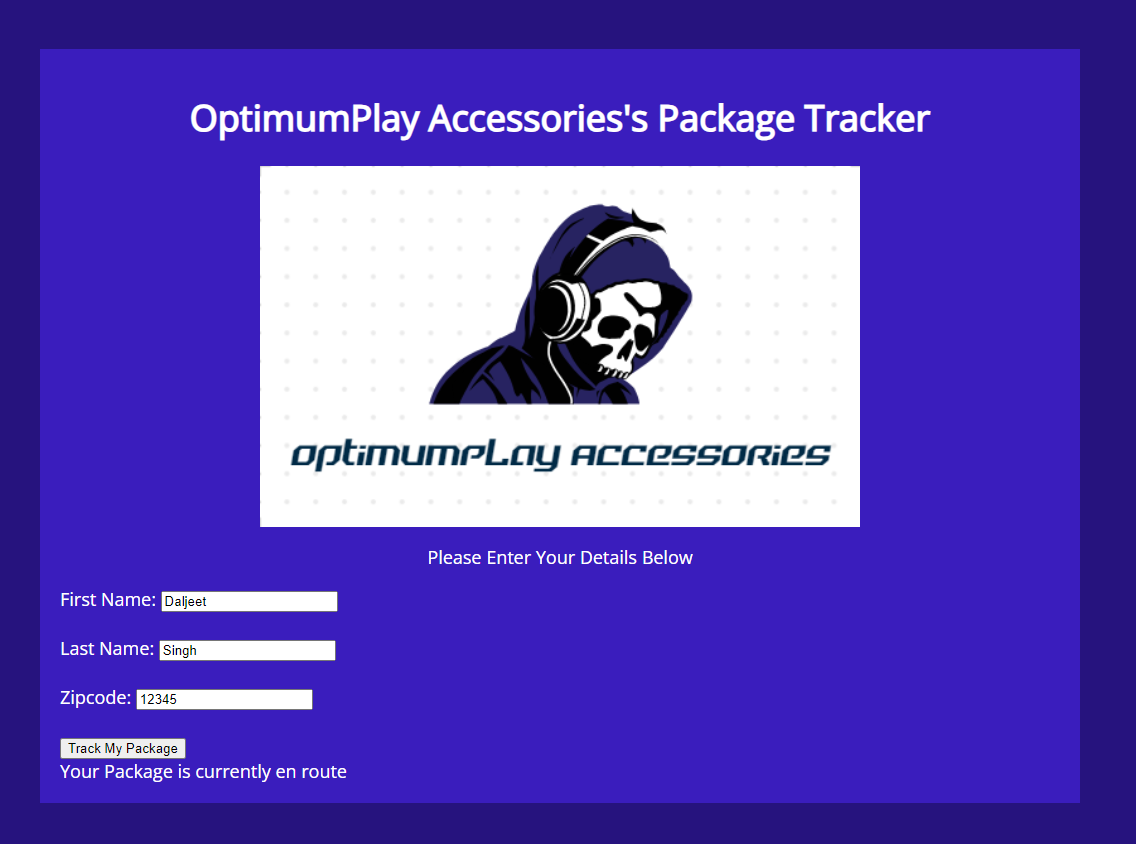 OptimumPlay Accessories's Package Tracker
optimumpLay Accessories
Please Enter Your Details Below
First Name: Daljeet
Last Name: Singh
Zipcode: 12345
Track My Package
Your Package is currently en route